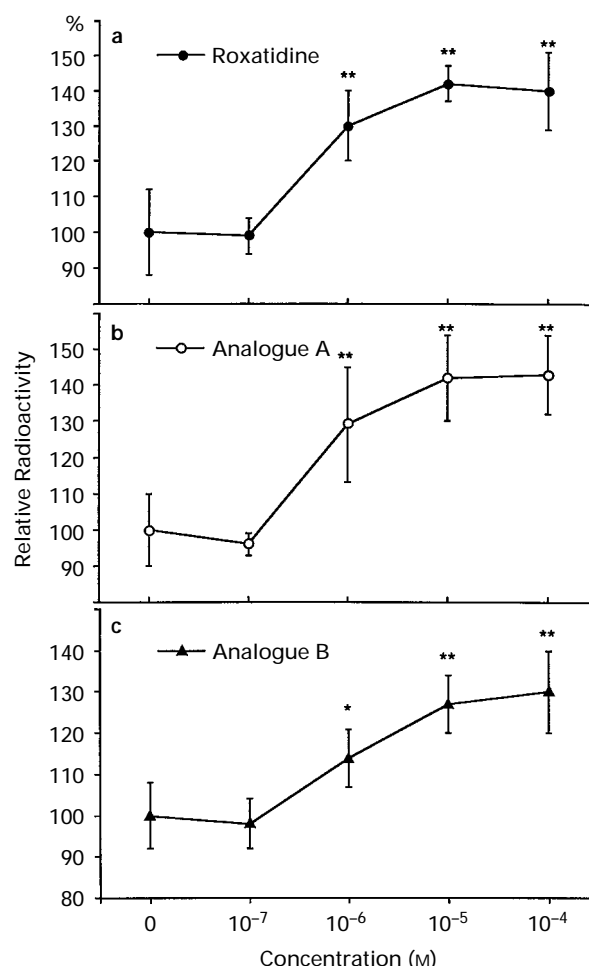 %
a
Roxatidine
150
140
130
120
110
100
90
** ** **
b
Analogue A
150
140
130
120
110
100
90
** ** **
c
Analogue B
140
130
120
110
100
90
80
* ** **
Relative Radioactivity
0 10⁻⁷ 10⁻⁶ 10⁻⁵ 10⁻⁴
Concentration (M)